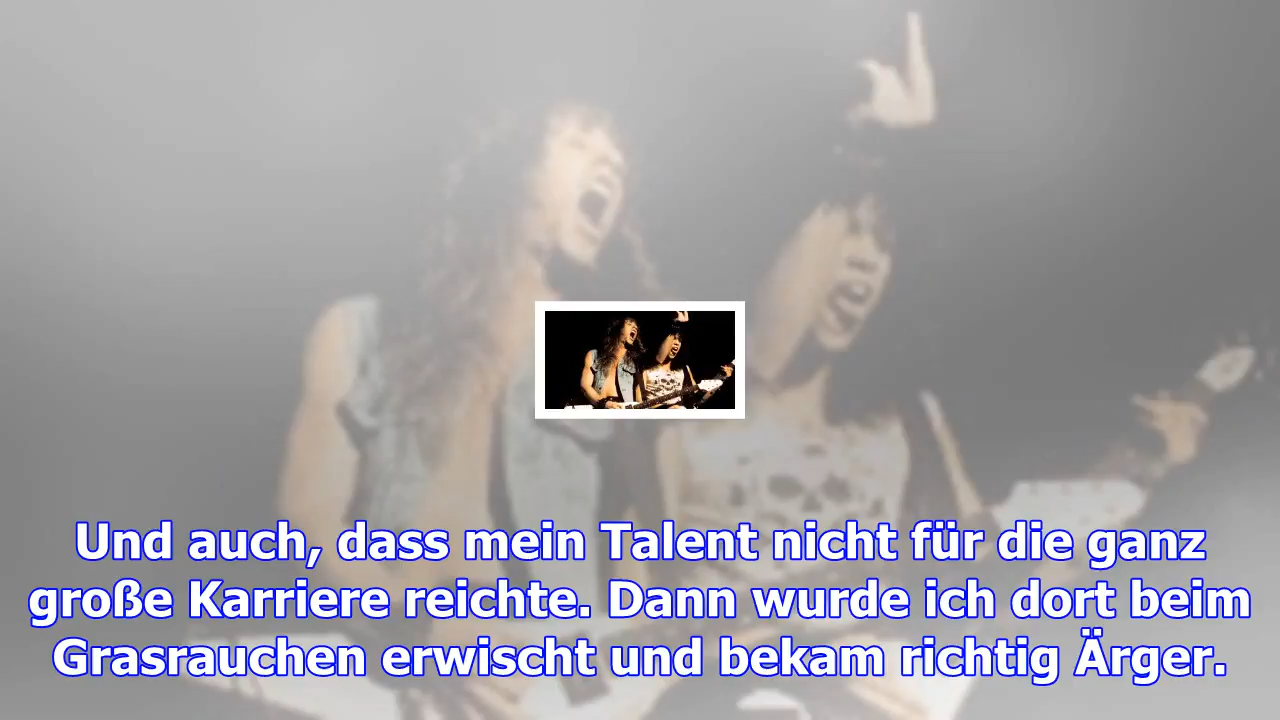 Und auch, dass mein Talent nicht für die ganz
große Karriere reichte. Dann wurde ich dort beim
Grasrauchen erwischt und bekam richtig Ärger.